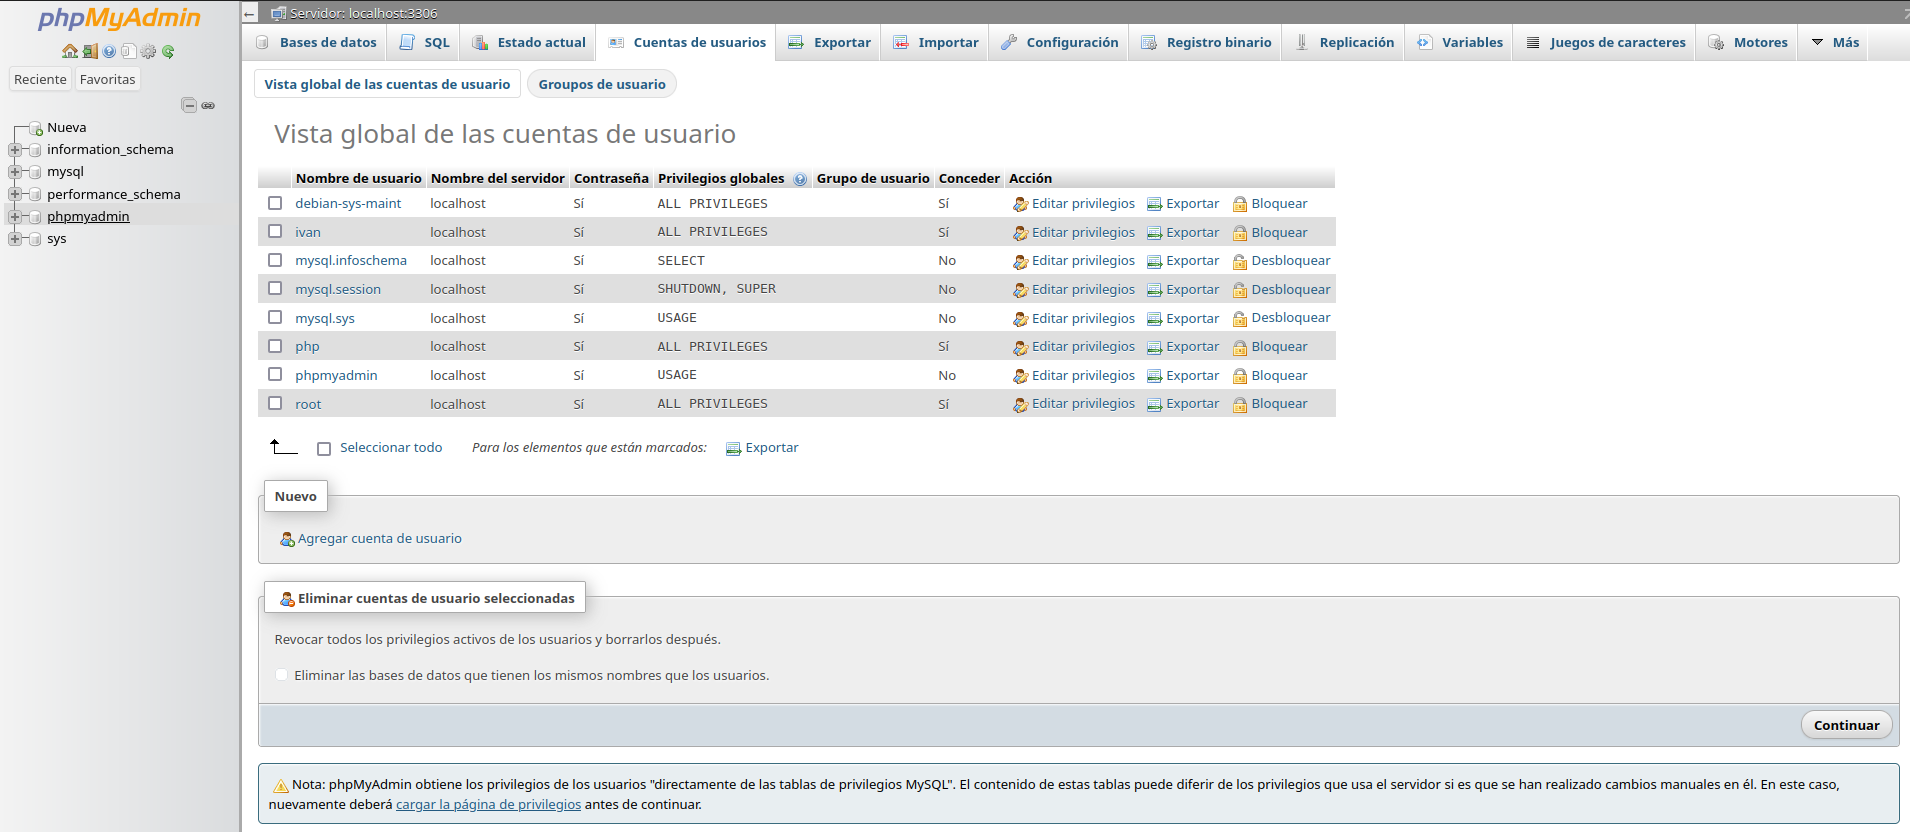 phpMyAdmin
Reciente Favoritas
Nueva
information_schema
mysql
performance_schema
phpmyadmin
sys
Servidor: localhost:3306
Bases de datos SQL Estado actual Cuentas de usuarios Exportar Importar Configuración Registro binario Replicación Variables Juegos de caracteres Motores Más
Vista global de las cuentas de usuario Groupos de usuario
Vista global de las cuentas de usuario
Nombre de usuario Nombre del servidor Contraseña Privilegios globales Grupo de usuario Conceder Acción
debian-sys-maint localhost Sí ALL PRIVILEGES Sí Editar privilegios Exportar Bloquear
ivan localhost Sí ALL PRIVILEGES Sí Editar privilegios Exportar Bloquear
mysql.infoschema localhost Sí SELECT No Editar privilegios Exportar Desbloquear
mysql.session localhost Sí SHUTDOWN, SUPER No Editar privilegios Exportar Desbloquear
mysql.sys localhost Sí USAGE No Editar privilegios Exportar Desbloquear
php localhost Sí ALL PRIVILEGES Sí Editar privilegios Exportar Bloquear
phpmyadmin localhost Sí USAGE No Editar privilegios Exportar Bloquear
root localhost Sí ALL PRIVILEGES Sí Editar privilegios Exportar Bloquear
Seleccionar todo Para los elementos que están marcados: Exportar
Nuevo
Agregar cuenta de usuario
Eliminar cuentas de usuario seleccionadas
Revocar todos los privilegios activos de los usuarios y borrarlos después.
Eliminar las bases de datos que tienen los mismos nombres que los usuarios.
Continuar
Nota: phpMyAdmin obtiene los privilegios de los usuarios "directamente de las tablas de privilegios MySQL". El contenido de estas tablas puede diferir de los privilegios que usa el servidor si es que se han realizado cambios manuales en él. En este caso,
nuevamente deberá cargar la página de privilegios antes de continuar.